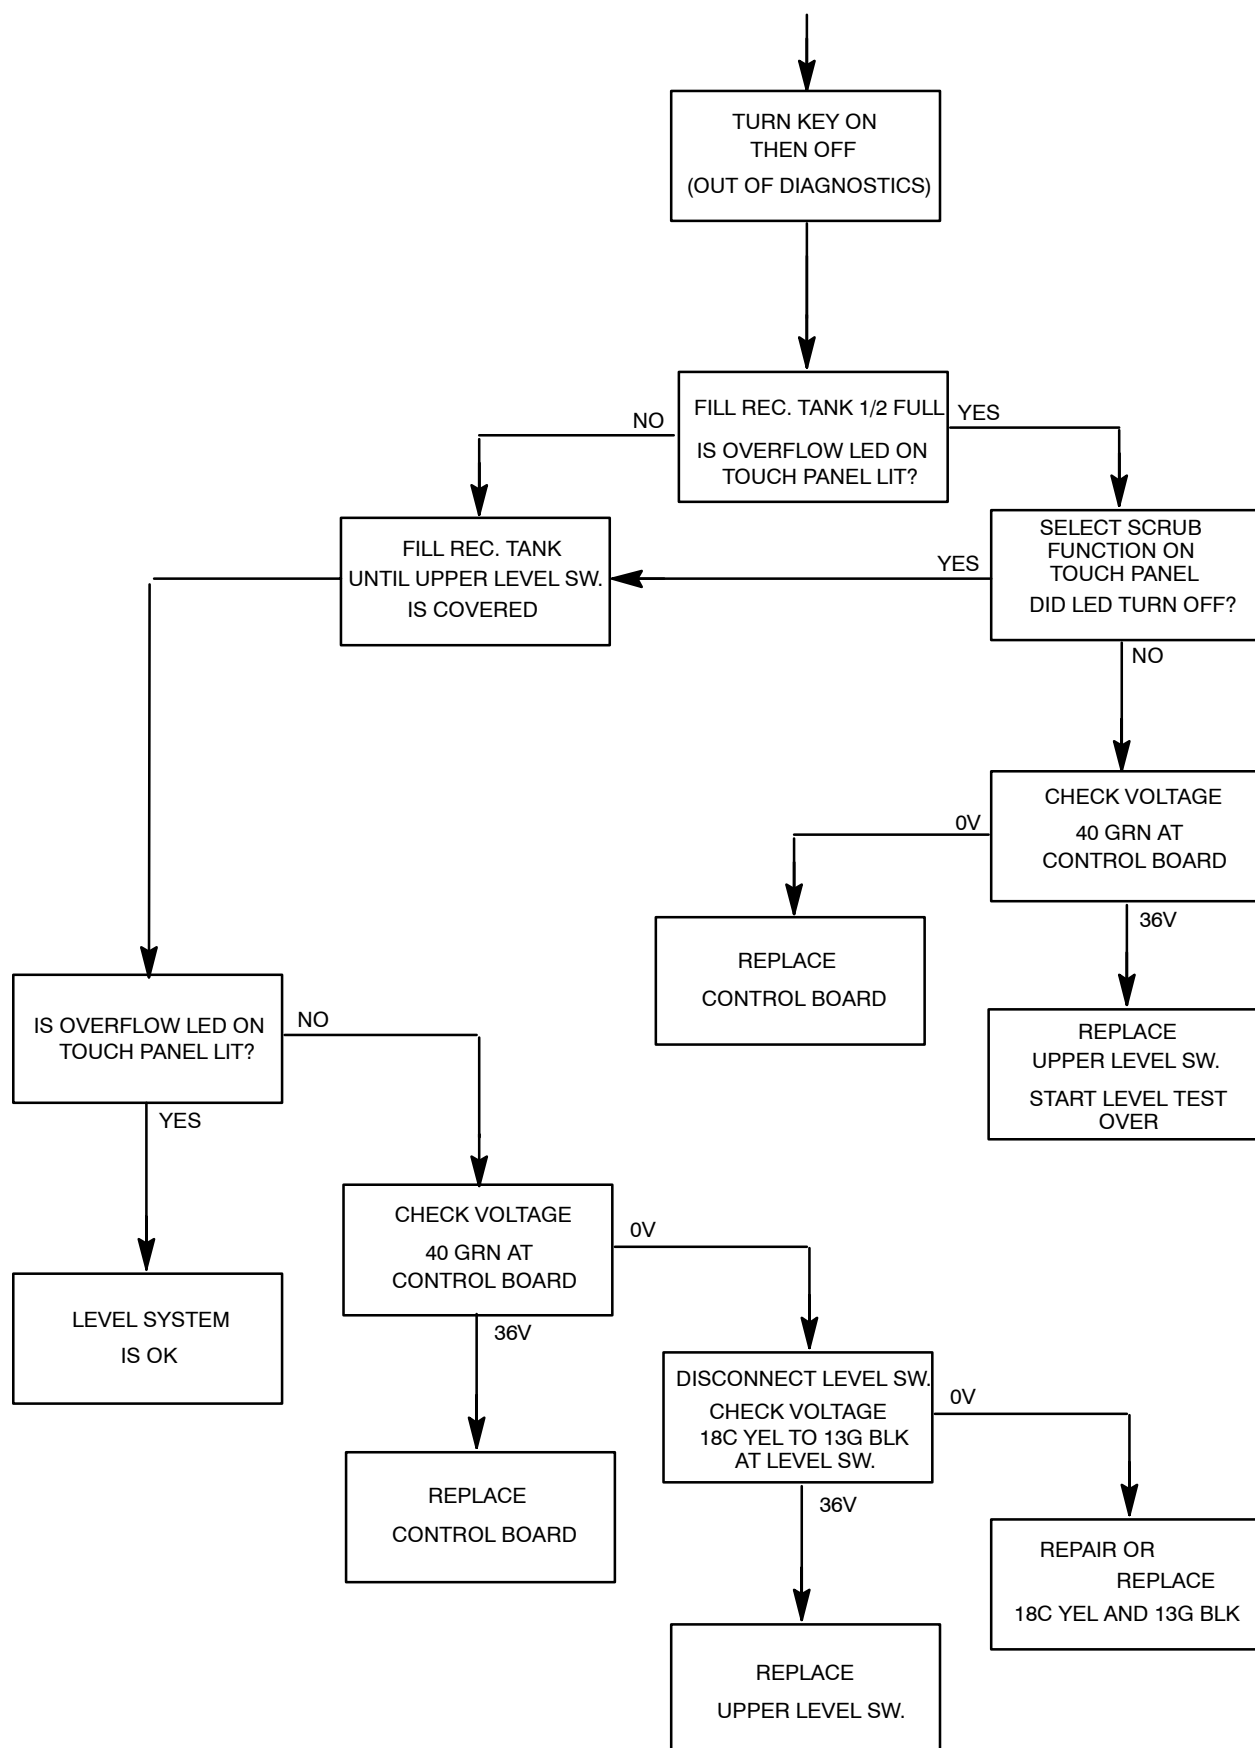 TURN KEY ON
THEN OFF
(OUT OF DIAGNOSTICS)
FILL REC. TANK 1/2 FULL
IS OVERFLOW LED ON
TOUCH PANEL LIT?
NO
YES
FILL REC. TANK
UNTIL UPPER LEVEL SW.
IS COVERED
YES
SELECT SCRUB
FUNCTION ON
TOUCH PANEL
DID LED TURN OFF?
NO
CHECK VOLTAGE
40 GRN AT
CONTROL BOARD
0V
36V
REPLACE
CONTROL BOARD
REPLACE
UPPER LEVEL SW.
START LEVEL TEST
OVER
IS OVERFLOW LED ON
TOUCH PANEL LIT?
NO
YES
LEVEL SYSTEM
IS OK
CHECK VOLTAGE
40 GRN AT
CONTROL BOARD
0V
36V
REPLACE
CONTROL BOARD
DISCONNECT LEVEL SW.
CHECK VOLTAGE
18C YEL TO 13G BLK
AT LEVEL SW.
0V
36V
REPAIR OR
REPLACE
18C YEL AND 13G BLK
REPLACE
UPPER LEVEL SW.